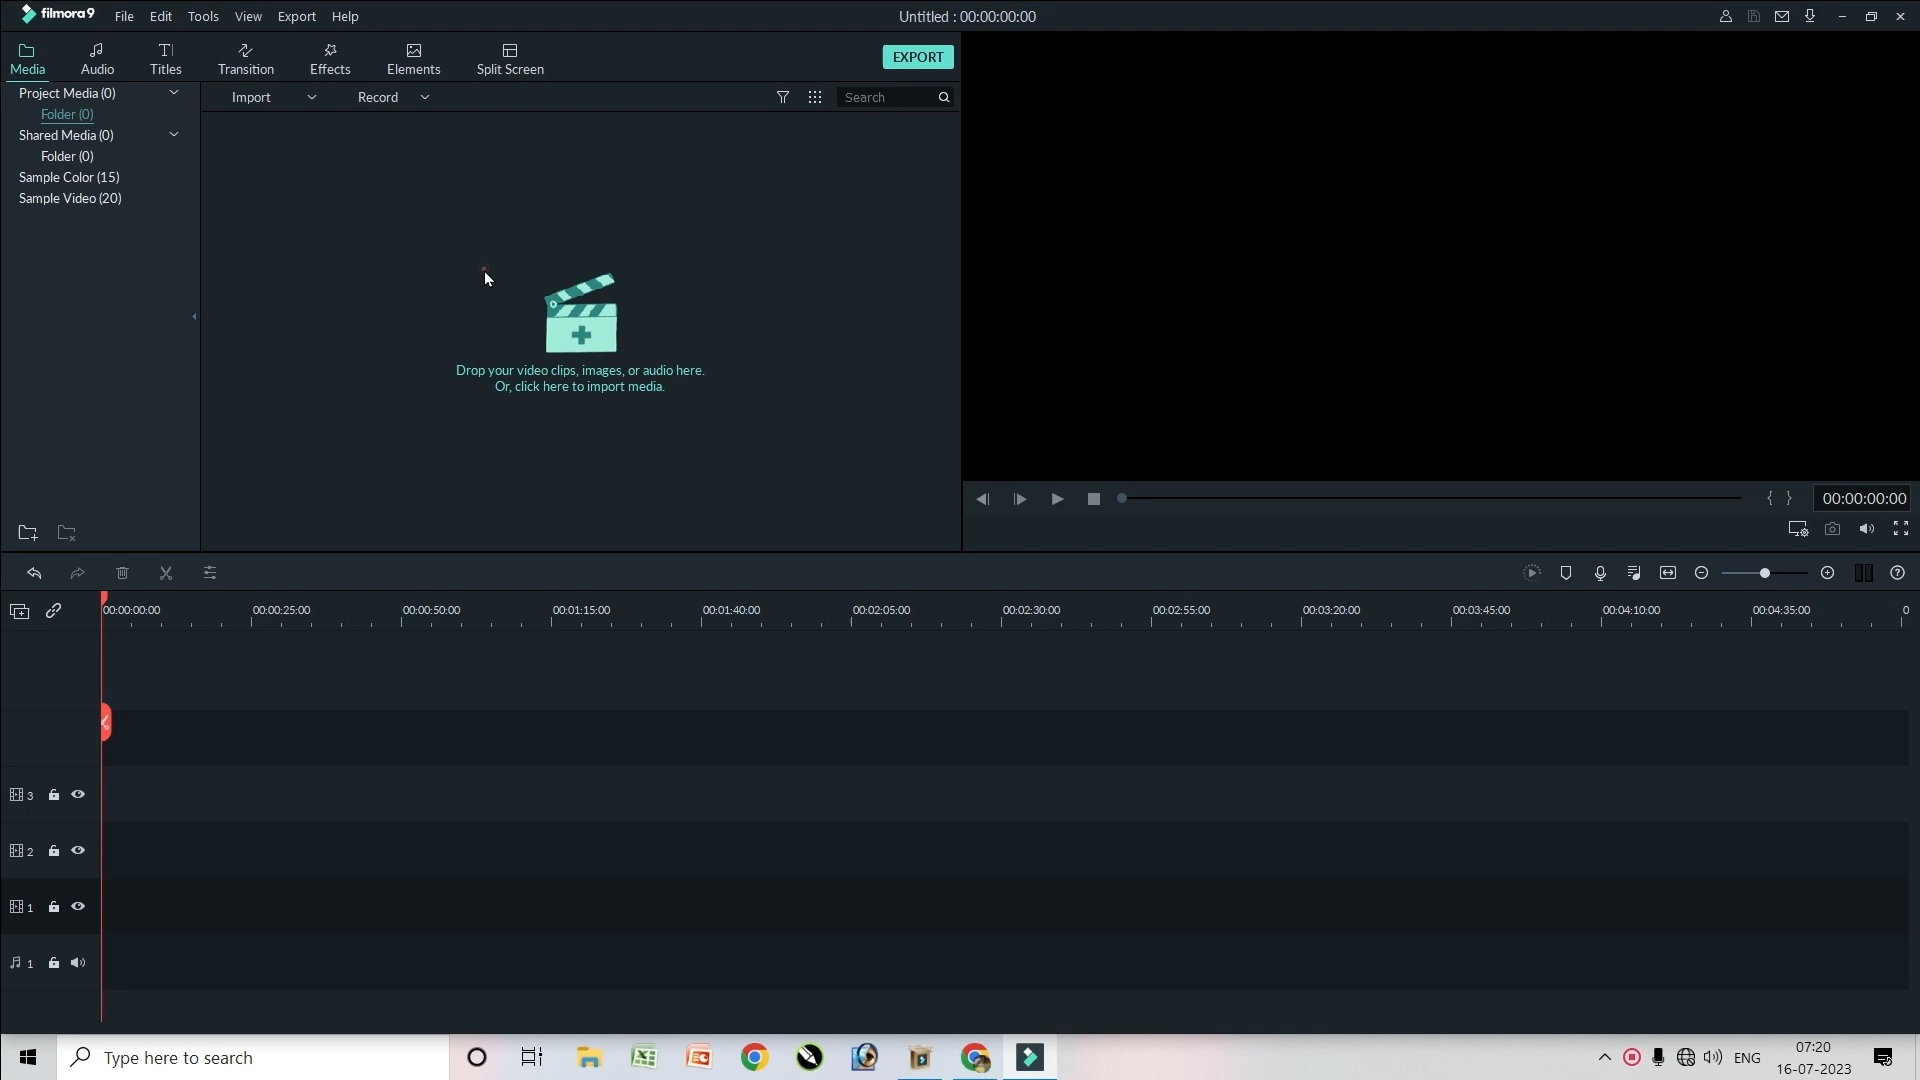 filmora9 File Edit Tools View Export Help Untitled : 00:00:00:00
Media Audio Titles Transition Effects Elements Split Screen EXPORT
Project Media (0)
Folder (0)
Shared Media (0)
Folder (0)
Sample Color (15)
Sample Video (20)
Import Record Search
Drop your video clips, images, or audio here.
Or, click here to import media.
{ } 00:00:00:00
00:00:00:00 00:00:25:00 00:00:50:00 00:01:15:00 00:01:40:00 00:02:05:00 00:02:30:00 00:02:55:00 00:03:20:00 00:03:45:00 00:04:10:00 00:04:35:00 0
3
2
1
1
Type here to search
ENG
07:20
16-07-2023